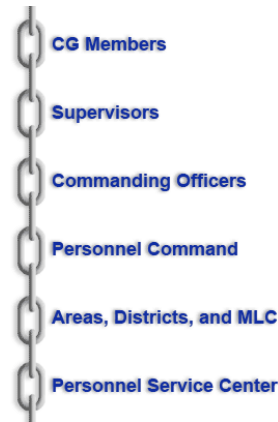 CG Members
Supervisors
Commanding Officers
Personnel Command
Areas, Districts, and MLC
Personnel Service Center